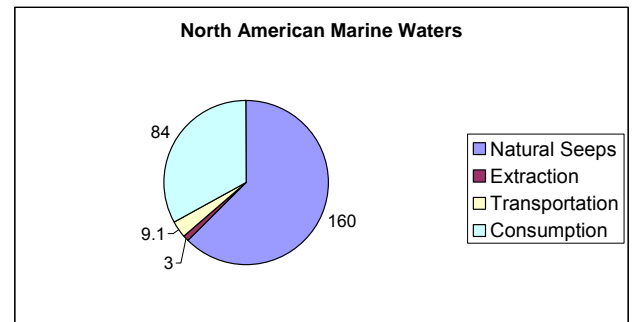 North American Marine Waters
84
9.1
3
160
Natural Seeps
Extraction
Transportation
Consumption